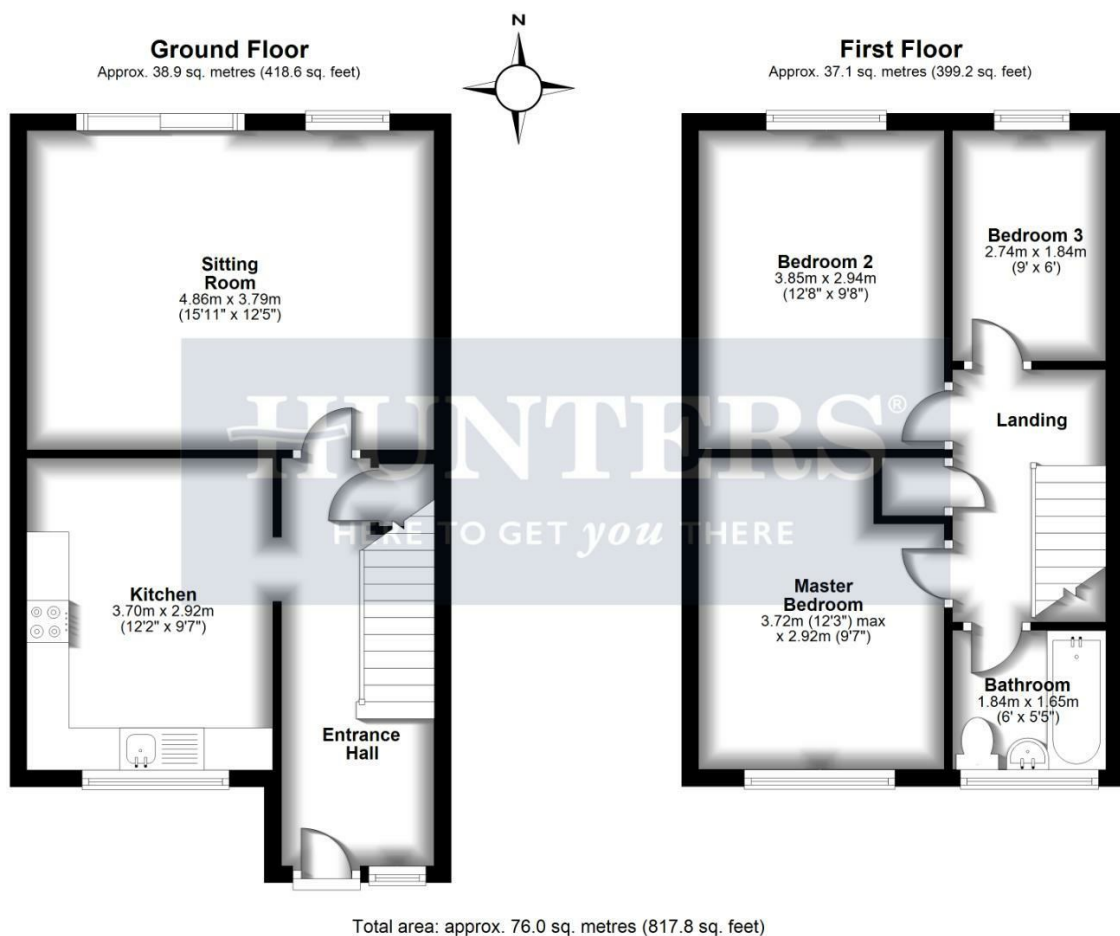 N
Ground Floor
Approx. 38.9 sq. metres (418.6 sq. feet)
Sitting
Room
4.86m x 3.79m
(15'11" x 12'5")
Kitchen
3.70m x 2.92m
(12'2" x 9'7")
Entrance
Hall
First Floor
Approx. 37.1 sq. metres (399.2 sq. feet)
Bedroom 2
3.85m x 2.94m
(12'8" x 9'8")
Bedroom 3
2.74m x 1.84m
(9' x 6')
Landing
Master
Bedroom
3.72m (12'3") max
x 2.92m (9'7")
Bathroom
1.84m x 1.65m
(6' x 5'5")
HUNTERS®
HERE TO GET you THERE
Total area: approx. 76.0 sq. metres (817.8 sq. feet)